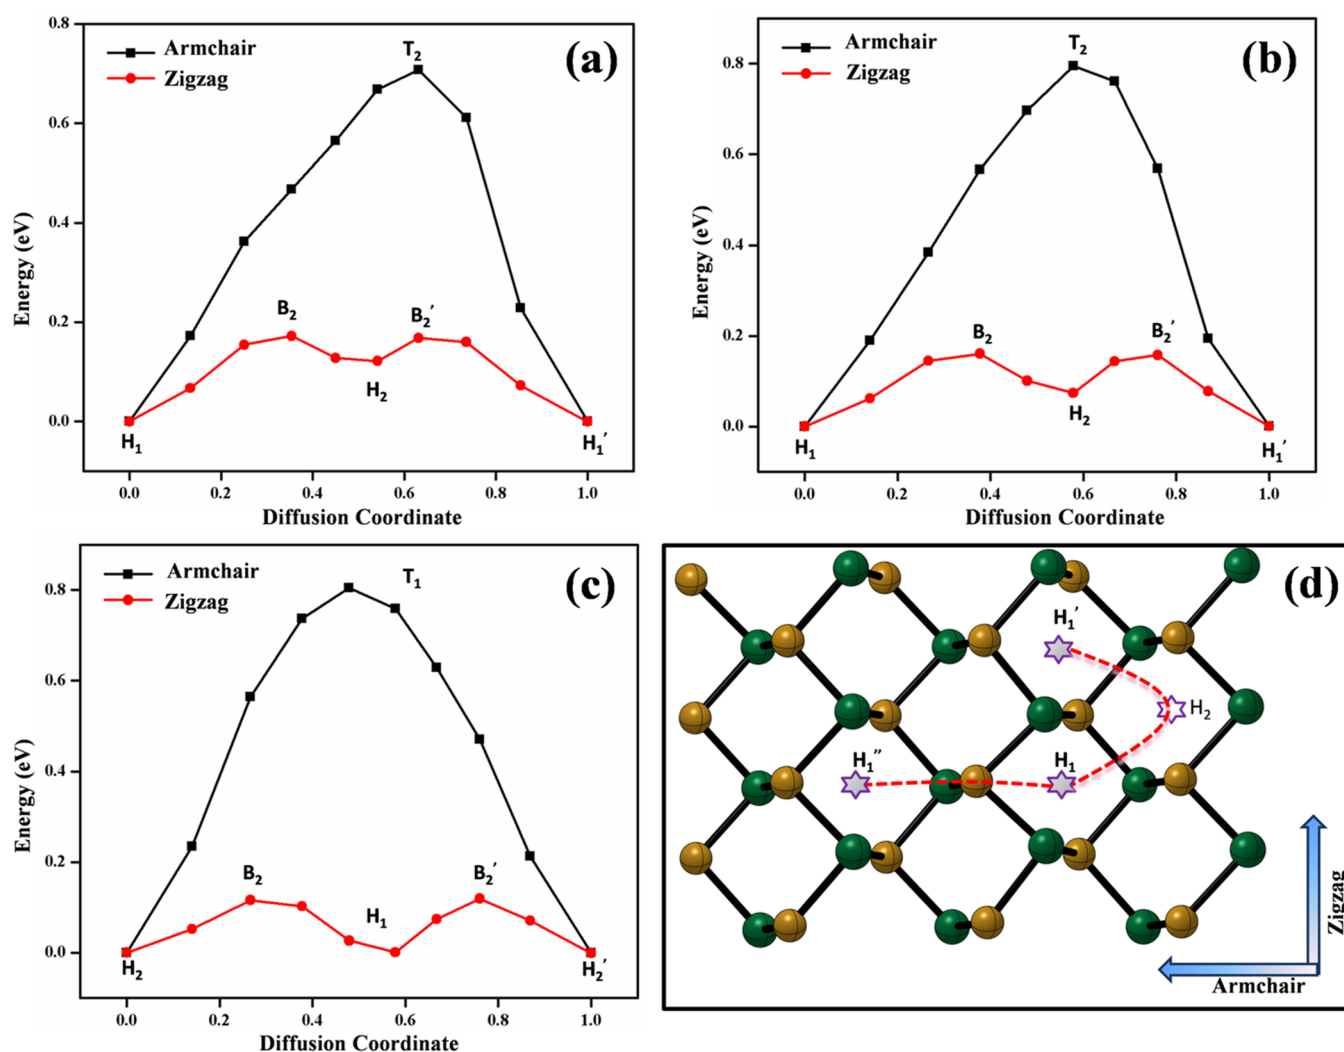 (a)
Armchair
Zigzag
Energy (eV)
0.8
0.6
0.4
0.2
0.0
T₂
B₂
B₂′
H₂
H₁
H₁′
0.0 0.2 0.4 0.6 0.8 1.0
Diffusion Coordinate
(b)
Armchair
Zigzag
Energy (eV)
0.8
0.6
0.4
0.2
0.0
T₂
B₂
B₂′
H₂
H₁
H₁′
0.0 0.2 0.4 0.6 0.8 1.0
Diffusion Coordinate
(c)
Armchair
Zigzag
Energy (eV)
0.8
0.6
0.4
0.2
0.0
T₁
B₂
B₂′
H₁
H₂
H₂′
0.0 0.2 0.4 0.6 0.8 1.0
Diffusion Coordinate
(d)
H₁′
H₂
H₁″
H₁
Zigzag
Armchair